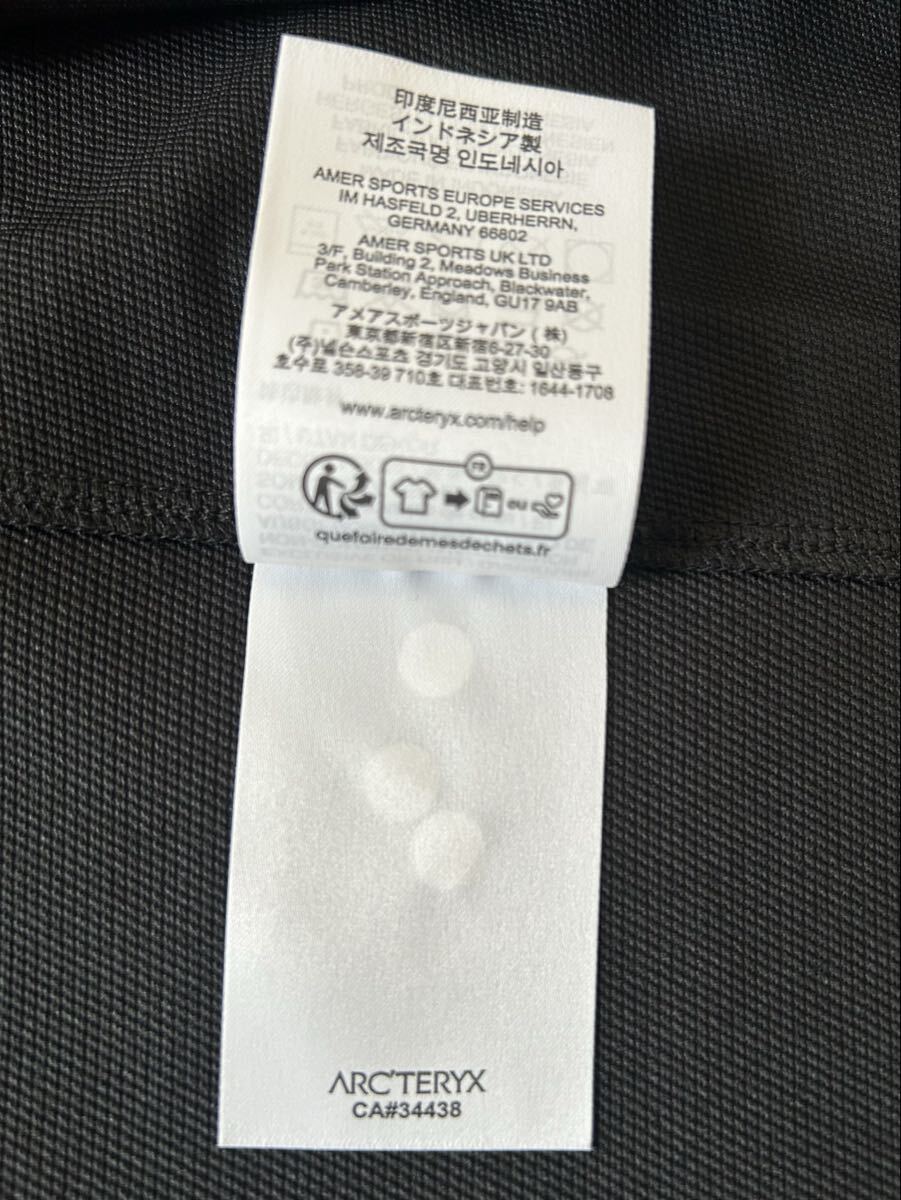 印度尼西亚制造
インドネシア製
제조국명 인도네시아
AMER SPORTS EUROPE SERVICES
IM HASFELD 2, UBERHERRN,
GERMANY 66802
AMER SPORTS UK LTD
3/F, Building 2, Meadows Business
Park Station Approach, Blackwater,
Camberley, England, GU17 9AB
アメアスポーツジャパン(株)
東京都新宿区新宿6-27-30
(주)넬슨스포츠 경기도 고양시 일산동구
호수로 358-39 710호 대표번호: 1644-1708
www.arcteryx.com/help
FR
ou
quefairedemesdechets.fr
ARC'TERYX
CA#34438